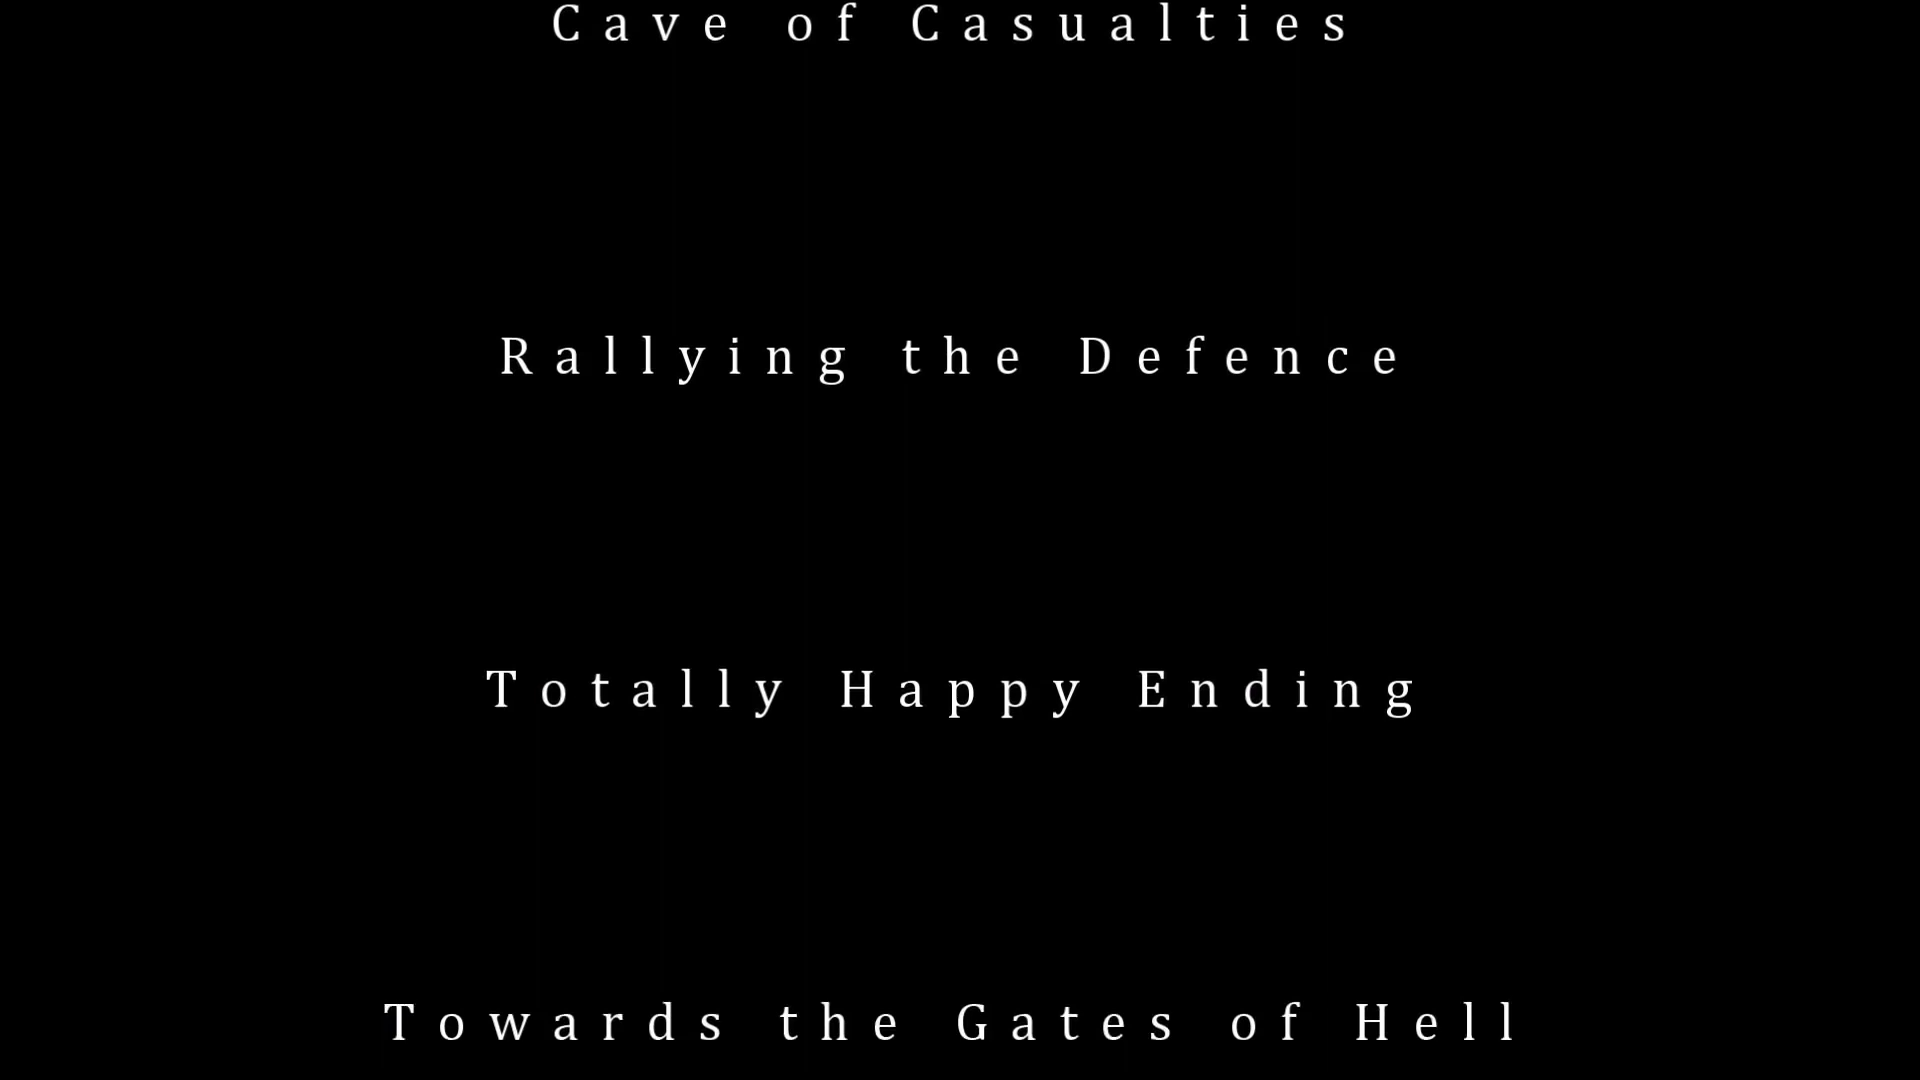 Cave of Casualties
Rallying the Defence
Totally Happy Ending
Towards the Gates of Hell